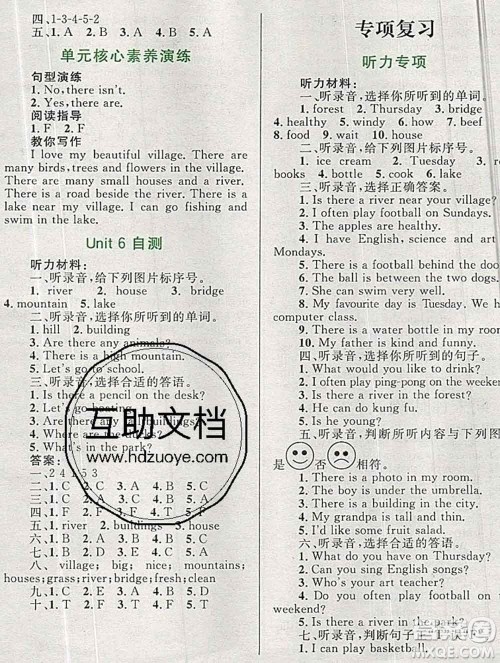 四、1-3-4-5-2
五、1. A 2. C 3. A 4. B 5. A
单元核心素养演练
句型演练
1. No, there isn't.
2. Yes, there are.
阅读指导
1. F 2. F
教你写作
I love my beautiful village. There are
many birds, trees and flowers in the village.
There are many small houses and a river.
There is a road beside the river. There is a
lake near my village. I can go fishing and
swim in the lake.
Unit 6 自测
听力材料:
一、听录音,给下列图片标序号。
1. river 2. house 3. bridge
4. mountain 5. lake
二、听录音,选择你所听到的单词。
1. hill 2. building
3. Are there any animals?
4. There is a high mountain.
5. Let's go to school.
三、听录音,选择合适的答语。
1. Is there a pencil on the desk?
2. Let's go boating.
3. Are there any
4. Where are the ducks?
5. What's in the park?
答案:
一、2 4 1 5 3
二、1. C 2. C 3. A 4. B 5. A
三、1. B 2. A 3. B 4. C 5. C
四、1. F 2. F
五、1. river 2. buildings 3. house
六、1. B 2. A 3. A 4. C 5. B
七、1. D 2. C 3. E 4. B 5. A
八、village; big; nice; mountains;
houses; grass; river; bridge; fresh; clean
九、1. C 2. C 3. B 4. C 5. A
十、1. T 2. F 3. F 4. T 5. F
专项复习
听力专项
听力材料:
一、听录音,选择你所听到的单词。
1. forest 2. Thursday 3. bridge
4. healthy 5. windy 6. how 7. beef
8. food 9. wait 10. house
二、听录音,给下列图片标序号。
1. ice cream 2. Tuesday 3.
books 4. bottle 5. cook 6. lake
三、听录音,选择正确答案。
1. Is there a river near your village?
2. I often play football on Sundays.
3. The apples are healthy.
4. I have English, science and art
Mondays.
5. There is a football behind the door
6. The ball is between the two dogs.
7. She can swim very well.
8. My favourite day is Tuesday. We
computer class.
9. There is a water bottle in my room
10. My father is funny and kind.
四、听录音,选择你所听到的句子。
1. What would you like to drink?
2. I often play ping-pong on the weekend
3. There are many flowers in the park.
4. He can do kung fu.
5. Is he young?
五、听录音,判断所听内容与下列图
是 否 相符。
1. There is a photo in my room.
2. The boy is under the umbrella.
3. There is a building in the city.
4. My grandpa is tall and thin.
5. I'd like some fruit salad.
六、听录音,选择合适的答语。
1. What do you have on Thursday?
2. Can you sing English songs?
3. Who's your art teacher?
4. Do you often play football on
weekend?
5. Is there a library in your school?
七、听录音,判断句子正
1. I can play basketball.
互助文档
www.hdzuoye.com
MXQE.COM